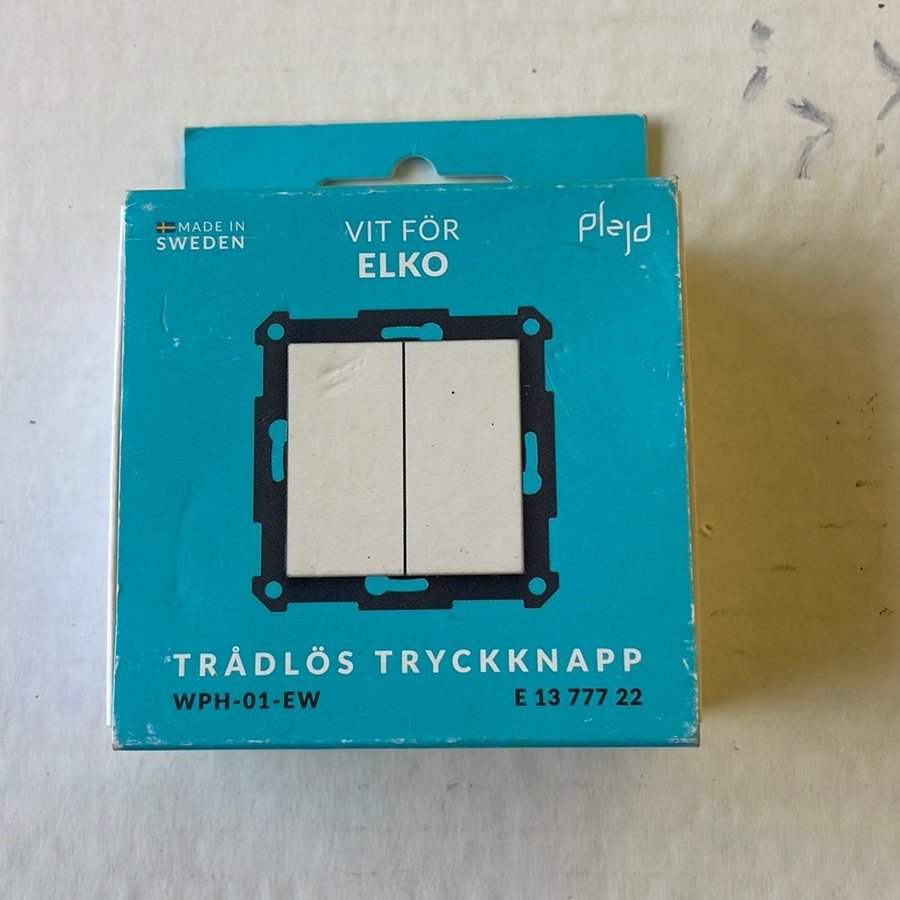 MADE IN
SWEDEN
VIT FÖR
ELKO
plejd
TRÅDLÖS TRYCKKNAPP
WPH-01-EW
E 13 777 22